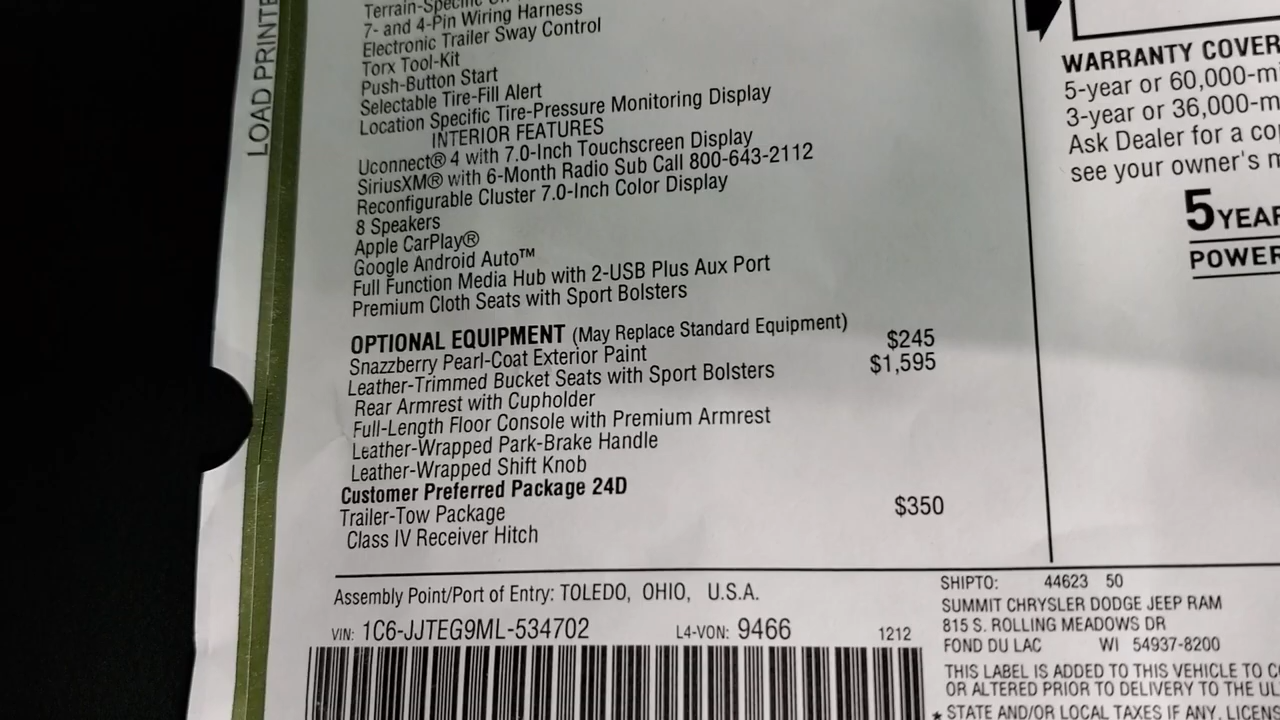 LOAD PRINTE
Terrain-Specific
7- and 4-Pin Wiring Harness
Electronic Trailer Sway Control
Torx Tool-Kit
Push-Button Start
Selectable Tire-Fill Alert
Location Specific Tire-Pressure Monitoring Display
INTERIOR FEATURES
Uconnect® 4 with 7.0-Inch Touchscreen Display
SiriusXM® with 6-Month Radio Sub Call 800-643-2112
Reconfigurable Cluster 7.0-Inch Color Display
8 Speakers
Apple CarPlay®
Google Android Auto™
Full Function Media Hub with 2-USB Plus Aux Port
Premium Cloth Seats with Sport Bolsters
OPTIONAL EQUIPMENT (May Replace Standard Equipment)
Snazzberry Pearl-Coat Exterior Paint $245
Leather-Trimmed Bucket Seats with Sport Bolsters $1,595
Rear Armrest with Cupholder
Full-Length Floor Console with Premium Armrest
Leather-Wrapped Park-Brake Handle
Leather-Wrapped Shift Knob
Customer Preferred Package 24D
Trailer-Tow Package $350
Class IV Receiver Hitch
WARRANTY COVER
5-year or 60,000-mi
3-year or 36,000-m
Ask Dealer for a co
see your owner's m
5 YEAR
POWER
Assembly Point/Port of Entry: TOLEDO, OHIO, U.S.A.
VIN: 1C6-JJTEG9ML-534702 L4-VON: 9466 1212
SHIPTO: 44623 50
SUMMIT CHRYSLER DODGE JEEP RAM
815 S. ROLLING MEADOWS DR
FOND DU LAC WI 54937-8200
THIS LABEL IS ADDED TO THIS VEHICLE TO C
OR ALTERED PRIOR TO DELIVERY TO THE UL
* STATE AND/OR LOCAL TAXES IF ANY, LICENS